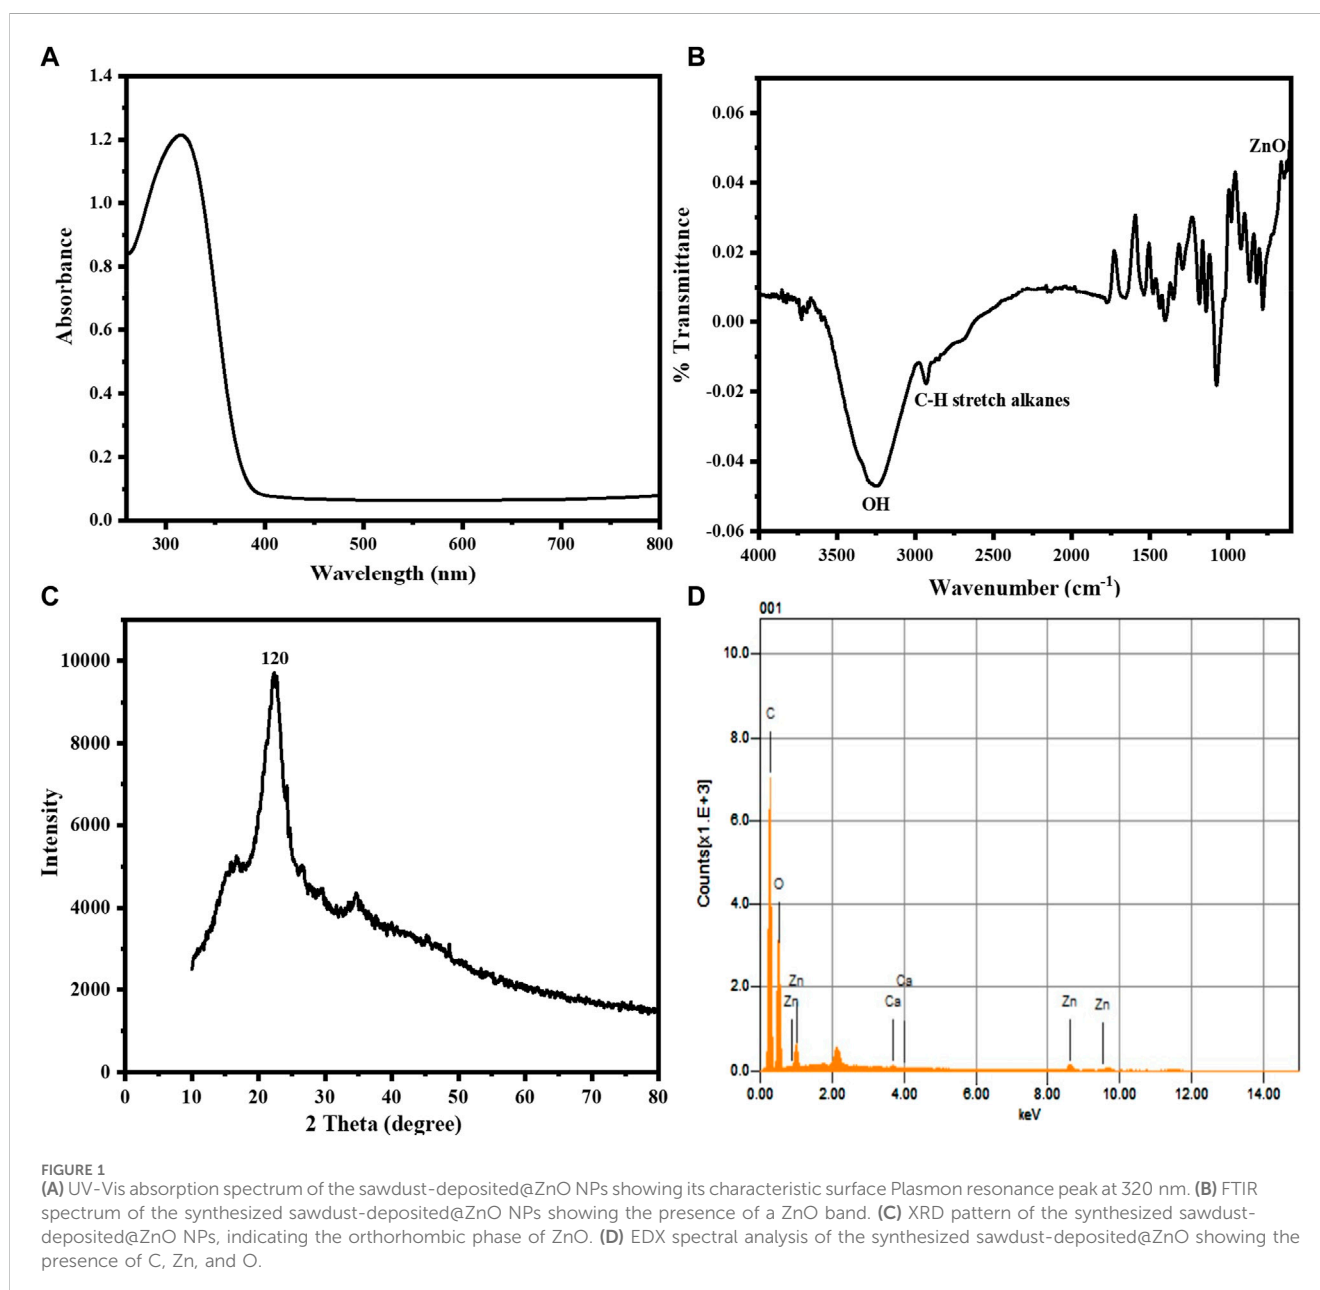 A
1.4
1.2
1.0
0.8
0.6
0.4
0.2
0.0
300 400 500 600 700 800
Absorbance
Wavelength (nm)
B
0.06
0.04
0.02
0.00
-0.02
-0.04
-0.06
4000 3500 3000 2500 2000 1500 1000
% Transmittance
Wavenumber (cm⁻¹)
ZnO
C-H stretch alkanes
OH
C
10000
8000
6000
4000
2000
0
0 10 20 30 40 50 60 70 80
Intensity
2 Theta (degree)
120
D
001
10.0
8.0
6.0
4.0
2.0
0.0
0.00 2.00 4.00 6.00 8.00 10.00 12.00 14.00
Counts[x1.E+3]
keV
C
O
Zn
Zn
Ca
Ca
Zn
Zn
FIGURE 1
(A) UV-Vis absorption spectrum of the sawdust-deposited@ZnO NPs showing its characteristic surface Plasmon resonance peak at 320 nm. (B) FTIR
spectrum of the synthesized sawdust-deposited@ZnO NPs showing the presence of a ZnO band. (C) XRD pattern of the synthesized sawdust-
deposited@ZnO NPs, indicating the orthorhombic phase of ZnO. (D) EDX spectral analysis of the synthesized sawdust-deposited@ZnO showing the
presence of C, Zn, and O.